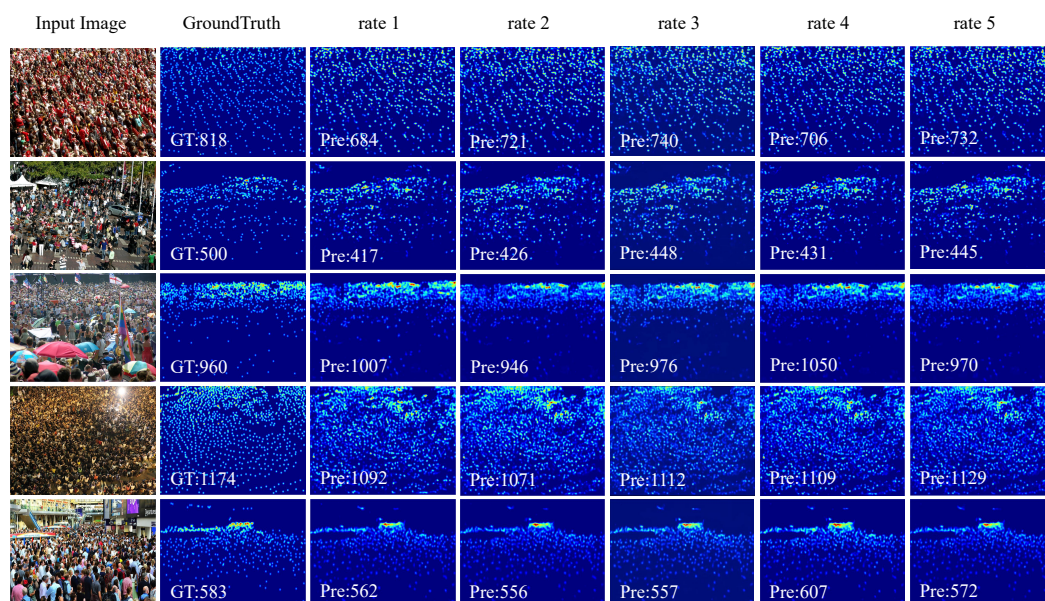 Input Image GroundTruth rate 1 rate 2 rate 3 rate 4 rate 5
GT:818 Pre:684 Pre:721 Pre:740 Pre:706 Pre:732
GT:500 Pre:417 Pre:426 Pre:448 Pre:431 Pre:445
GT:960 Pre:1007 Pre:946 Pre:976 Pre:1050 Pre:970
GT:1174 Pre:1092 Pre:1071 Pre:1112 Pre:1109 Pre:1129
GT:583 Pre:562 Pre:556 Pre:557 Pre:607 Pre:572